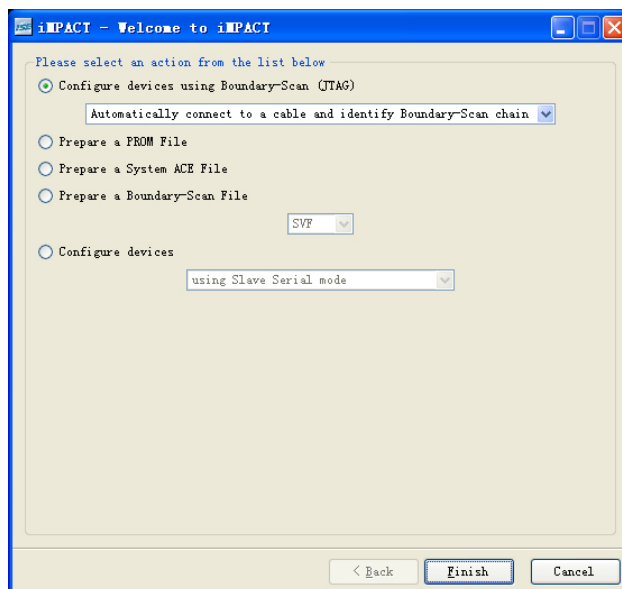 ISE iMPACT - Welcome to iMPACT
Please select an action from the list below
Configure devices using Boundary-Scan (JTAG)
Automatically connect to a cable and identify Boundary-Scan chain
Prepare a PROM File
Prepare a System ACE File
Prepare a Boundary-Scan File
SVF
Configure devices
using Slave Serial mode
< Back Finish Cancel